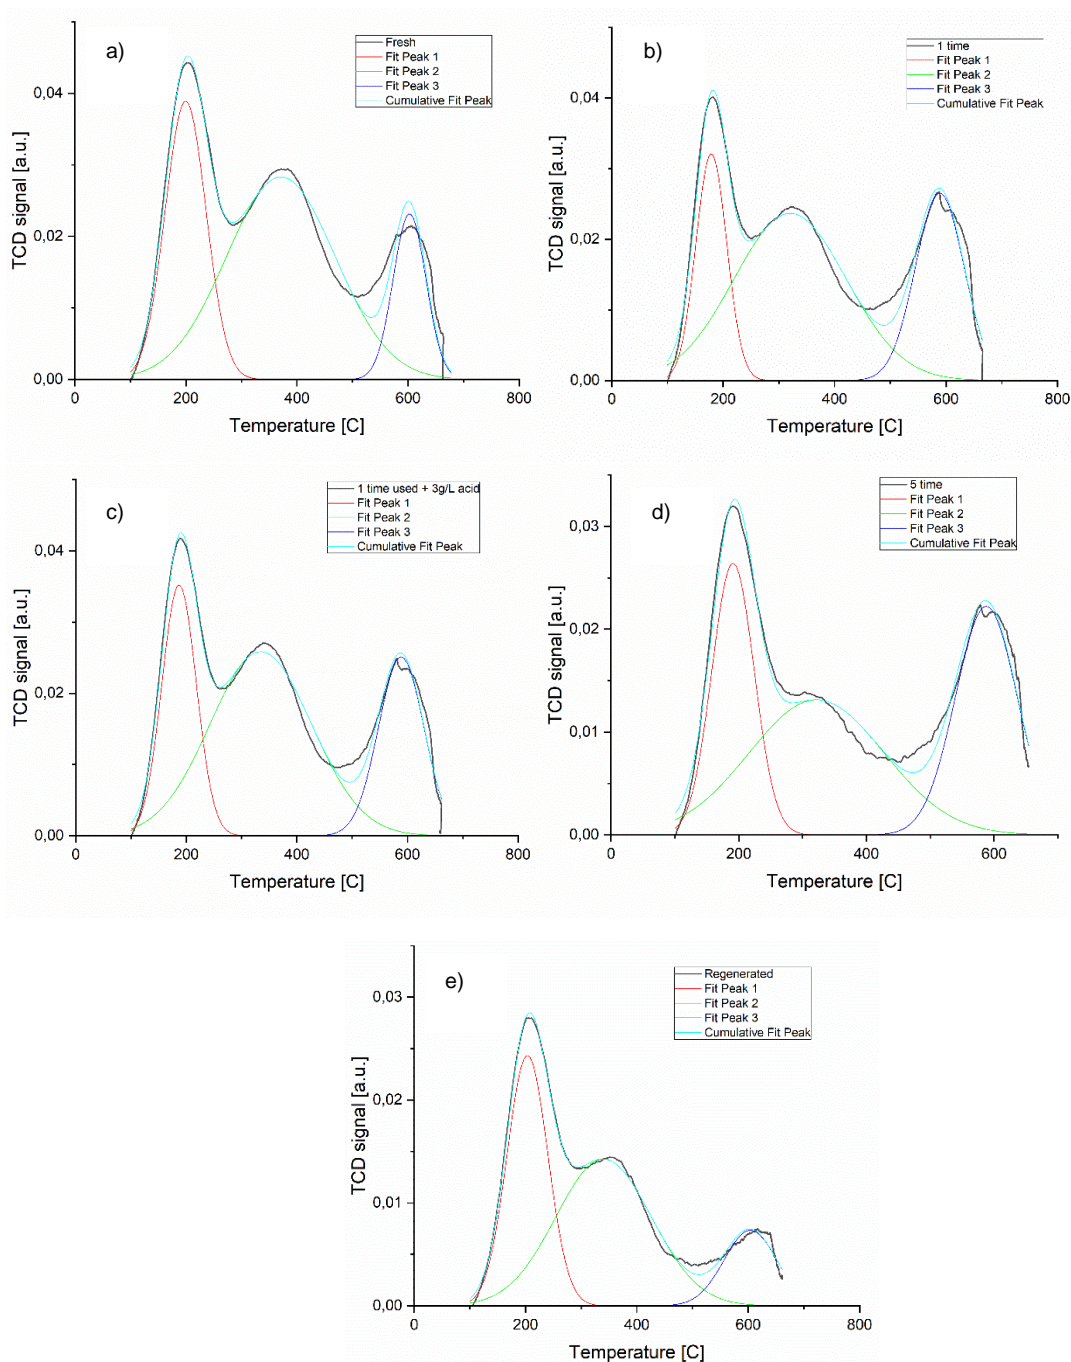 a)
Fresh
Fit Peak 1
Fit Peak 2
Fit Peak 3
Cumulative Fit Peak
TCD signal [a.u.]
0,04
0,02
0,00
0 200 400 600 800
Temperature [C]
b)
1 time
Fit Peak 1
Fit Peak 2
Fit Peak 3
Cumulative Fit Peak
TCD signal [a.u.]
0,04
0,02
0,00
0 200 400 600 800
Temperature [C]
c)
1 time used + 3g/L acid
Fit Peak 1
Fit Peak 2
Fit Peak 3
Cumulative Fit Peak
TCD signal [a.u.]
0,04
0,02
0,00
0 200 400 600 800
Temperature [C]
d)
5 time
Fit Peak 1
Fit Peak 2
Fit Peak 3
Cumulative Fit Peak
TCD signal [a.u.]
0,03
0,02
0,01
0,00
0 200 400 600
Temperature [C]
e)
Regenerated
Fit Peak 1
Fit Peak 2
Fit Peak 3
Cumulative Fit Peak
TCD signal [a.u.]
0,03
0,02
0,01
0,00
0 200 400 600 800
Temperature [C]